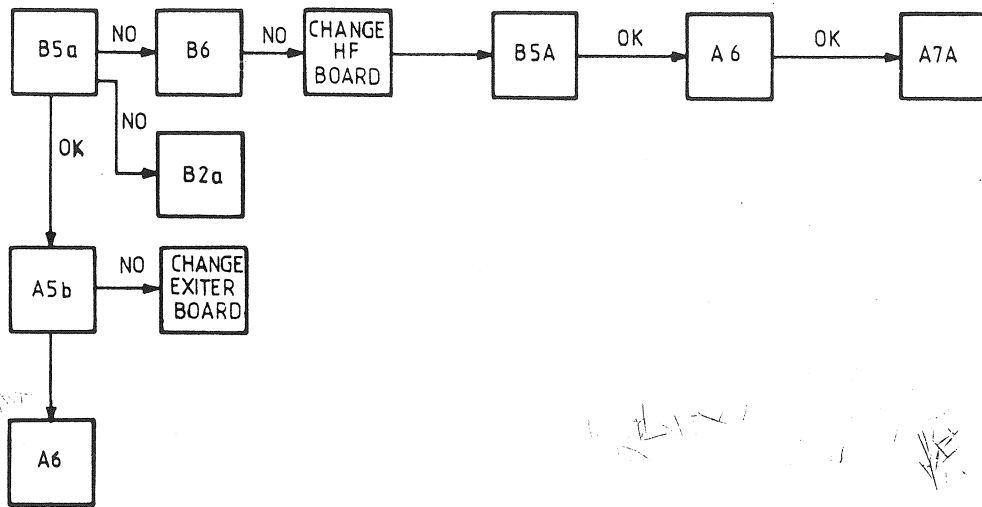 B5a
NO
B6
NO
CHANGE
HF
BOARD
B5A
OK
A6
OK
A7A
NO
B2a
OK
A5b
NO
CHANGE
EXITER
BOARD
A6